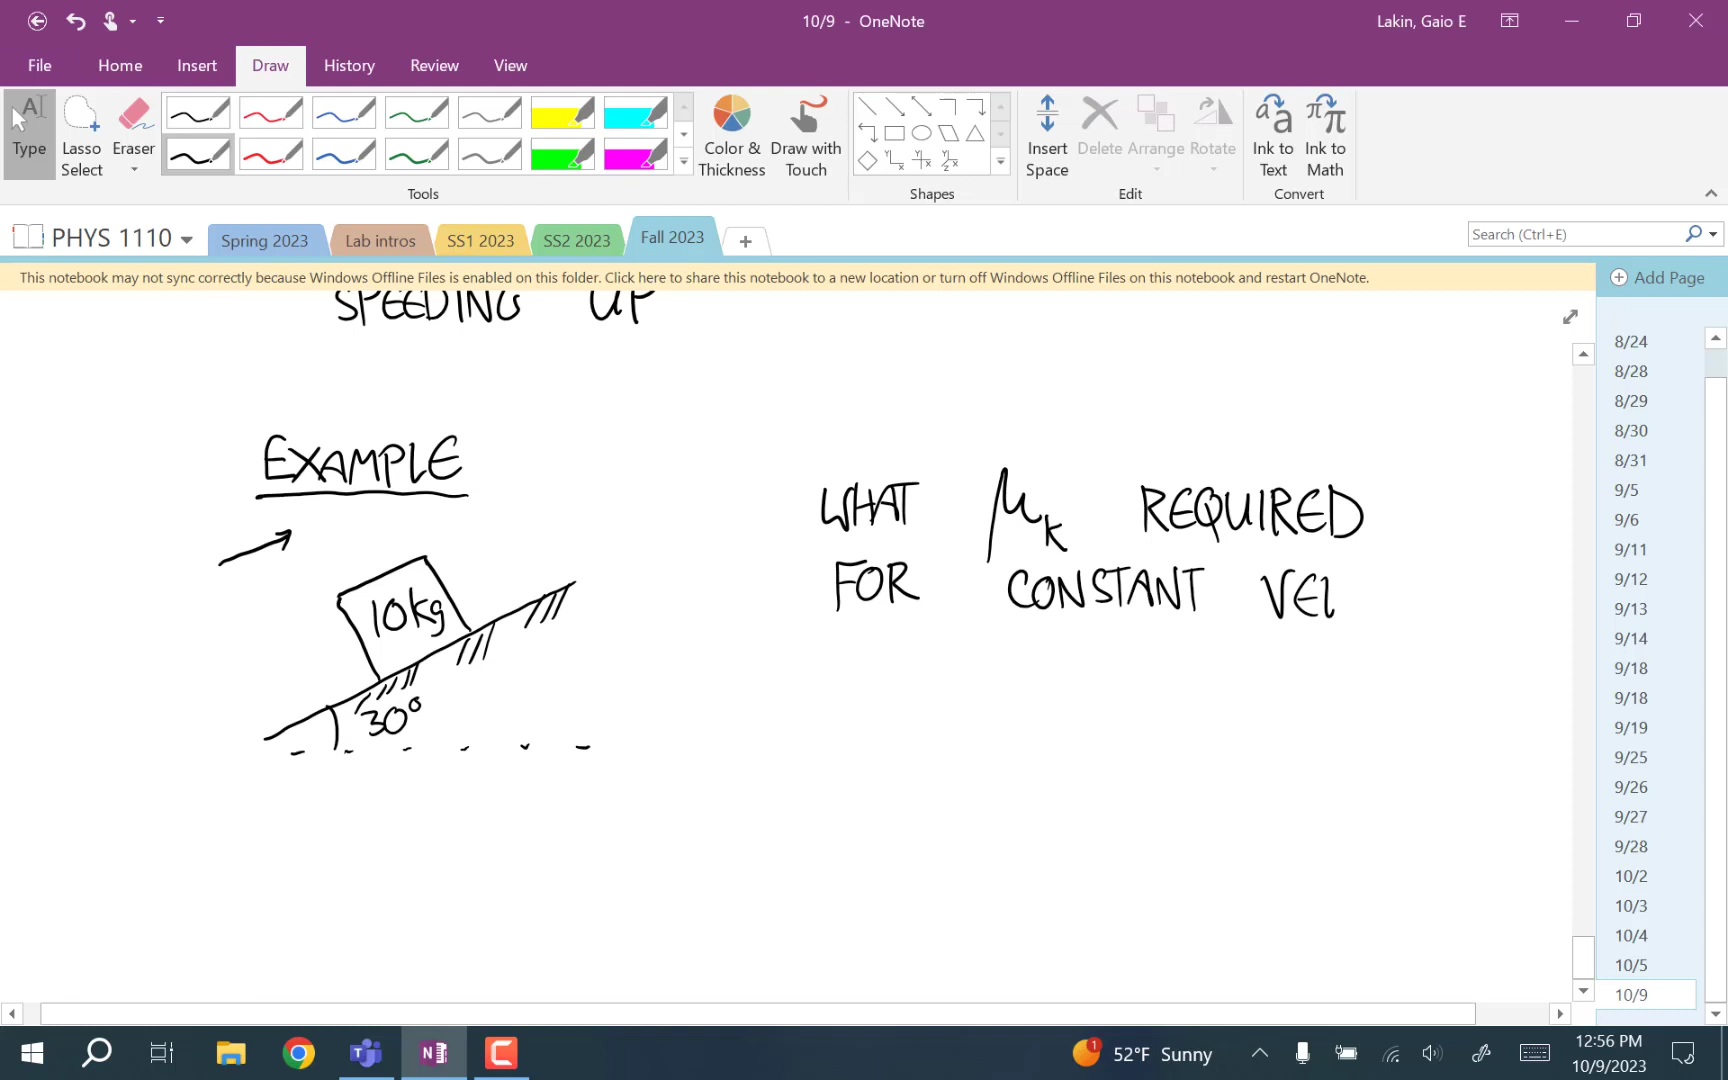 10/9 - OneNote
Lakin, Gaio E
File Home Insert Draw History Review View
Type
Lasso Select
Eraser
Color & Thickness
Draw with Touch
Insert Space
Delete
Arrange
Rotate
Ink to Text
Ink to Math
Tools
Shapes
Edit
Convert
PHYS 1110
Spring 2023
Lab intros
SS1 2023
SS2 2023
Fall 2023
Search (Ctrl+E)
This notebook may not sync correctly because Windows Offline Files is enabled on this folder. Click here to share this notebook to a new location or turn off Windows Offline Files on this notebook and restart OneNote.
Add Page
SPEEDING UP
EXAMPLE
10kg
30°
WHAT μk REQUIRED
FOR CONSTANT VEL
8/24
8/28
8/29
8/30
8/31
9/5
9/6
9/11
9/12
9/13
9/14
9/18
9/18
9/19
9/25
9/26
9/27
9/28
10/2
10/3
10/4
10/5
10/9
1
52°F Sunny
12:56 PM
10/9/2023